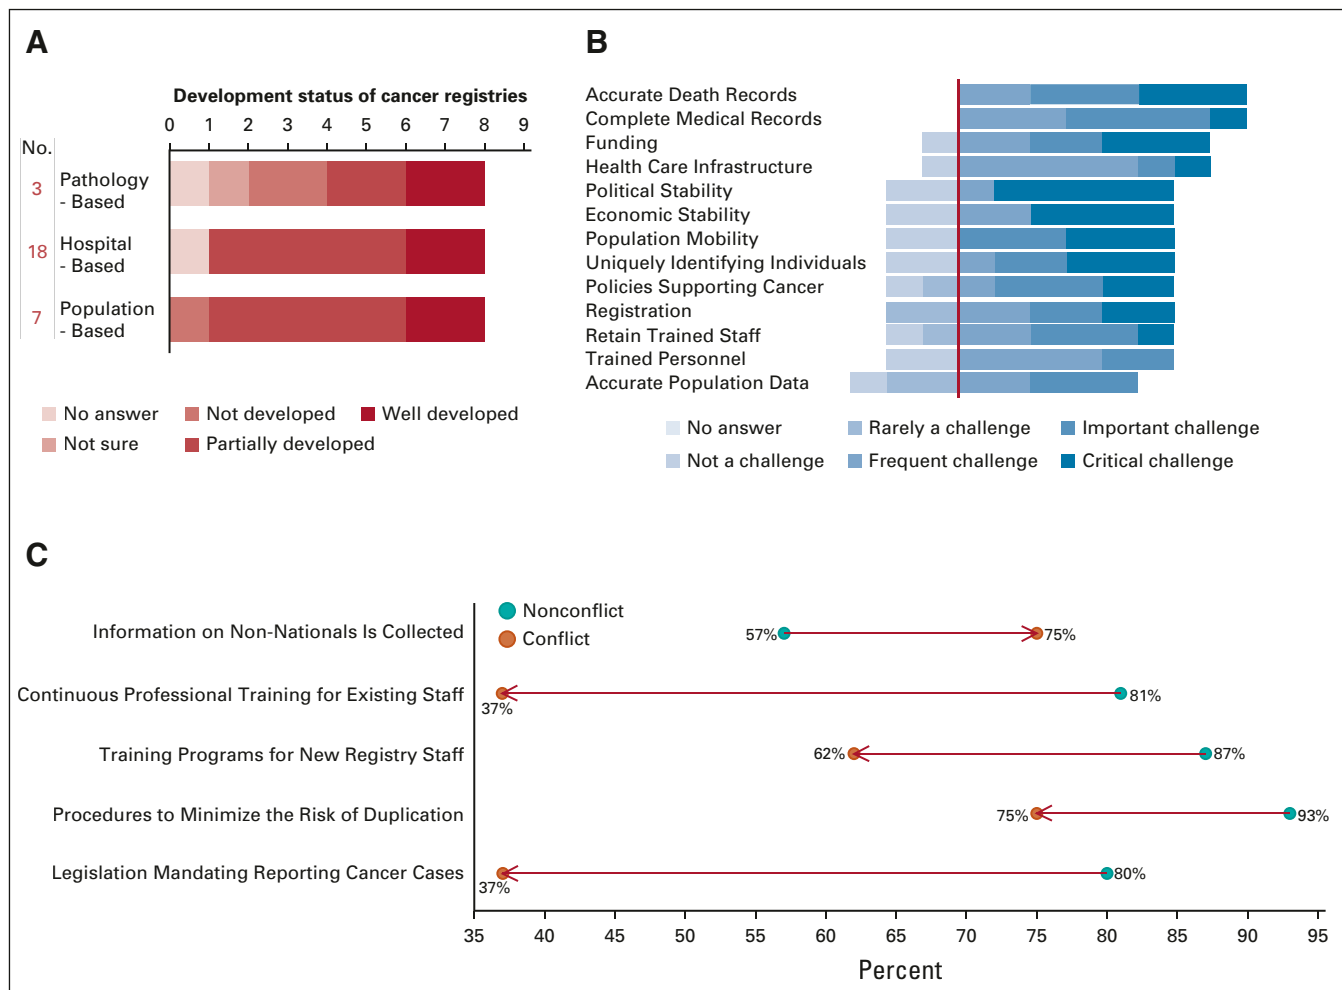 A
Development status of cancer registries
0 1 2 3 4 5 6 7 8 9
No.
3
Pathology
- Based
18
Hospital
- Based
7
Population
- Based
No answer
Not developed
Well developed
Not sure
Partially developed
B
Accurate Death Records
Complete Medical Records
Funding
Health Care Infrastructure
Political Stability
Economic Stability
Population Mobility
Uniquely Identifying Individuals
Policies Supporting Cancer
Registration
Retain Trained Staff
Trained Personnel
Accurate Population Data
No answer
Rarely a challenge
Important challenge
Not a challenge
Frequent challenge
Critical challenge
C
Nonconflict
Conflict
Information on Non-Nationals Is Collected
57%
75%
Continuous Professional Training for Existing Staff
37%
81%
Training Programs for New Registry Staff
62%
87%
Procedures to Minimize the Risk of Duplication
75%
93%
Legislation Mandating Reporting Cancer Cases
37%
80%
35 40 45 50 55 60 65 70 75 80 85 90 95
Percent